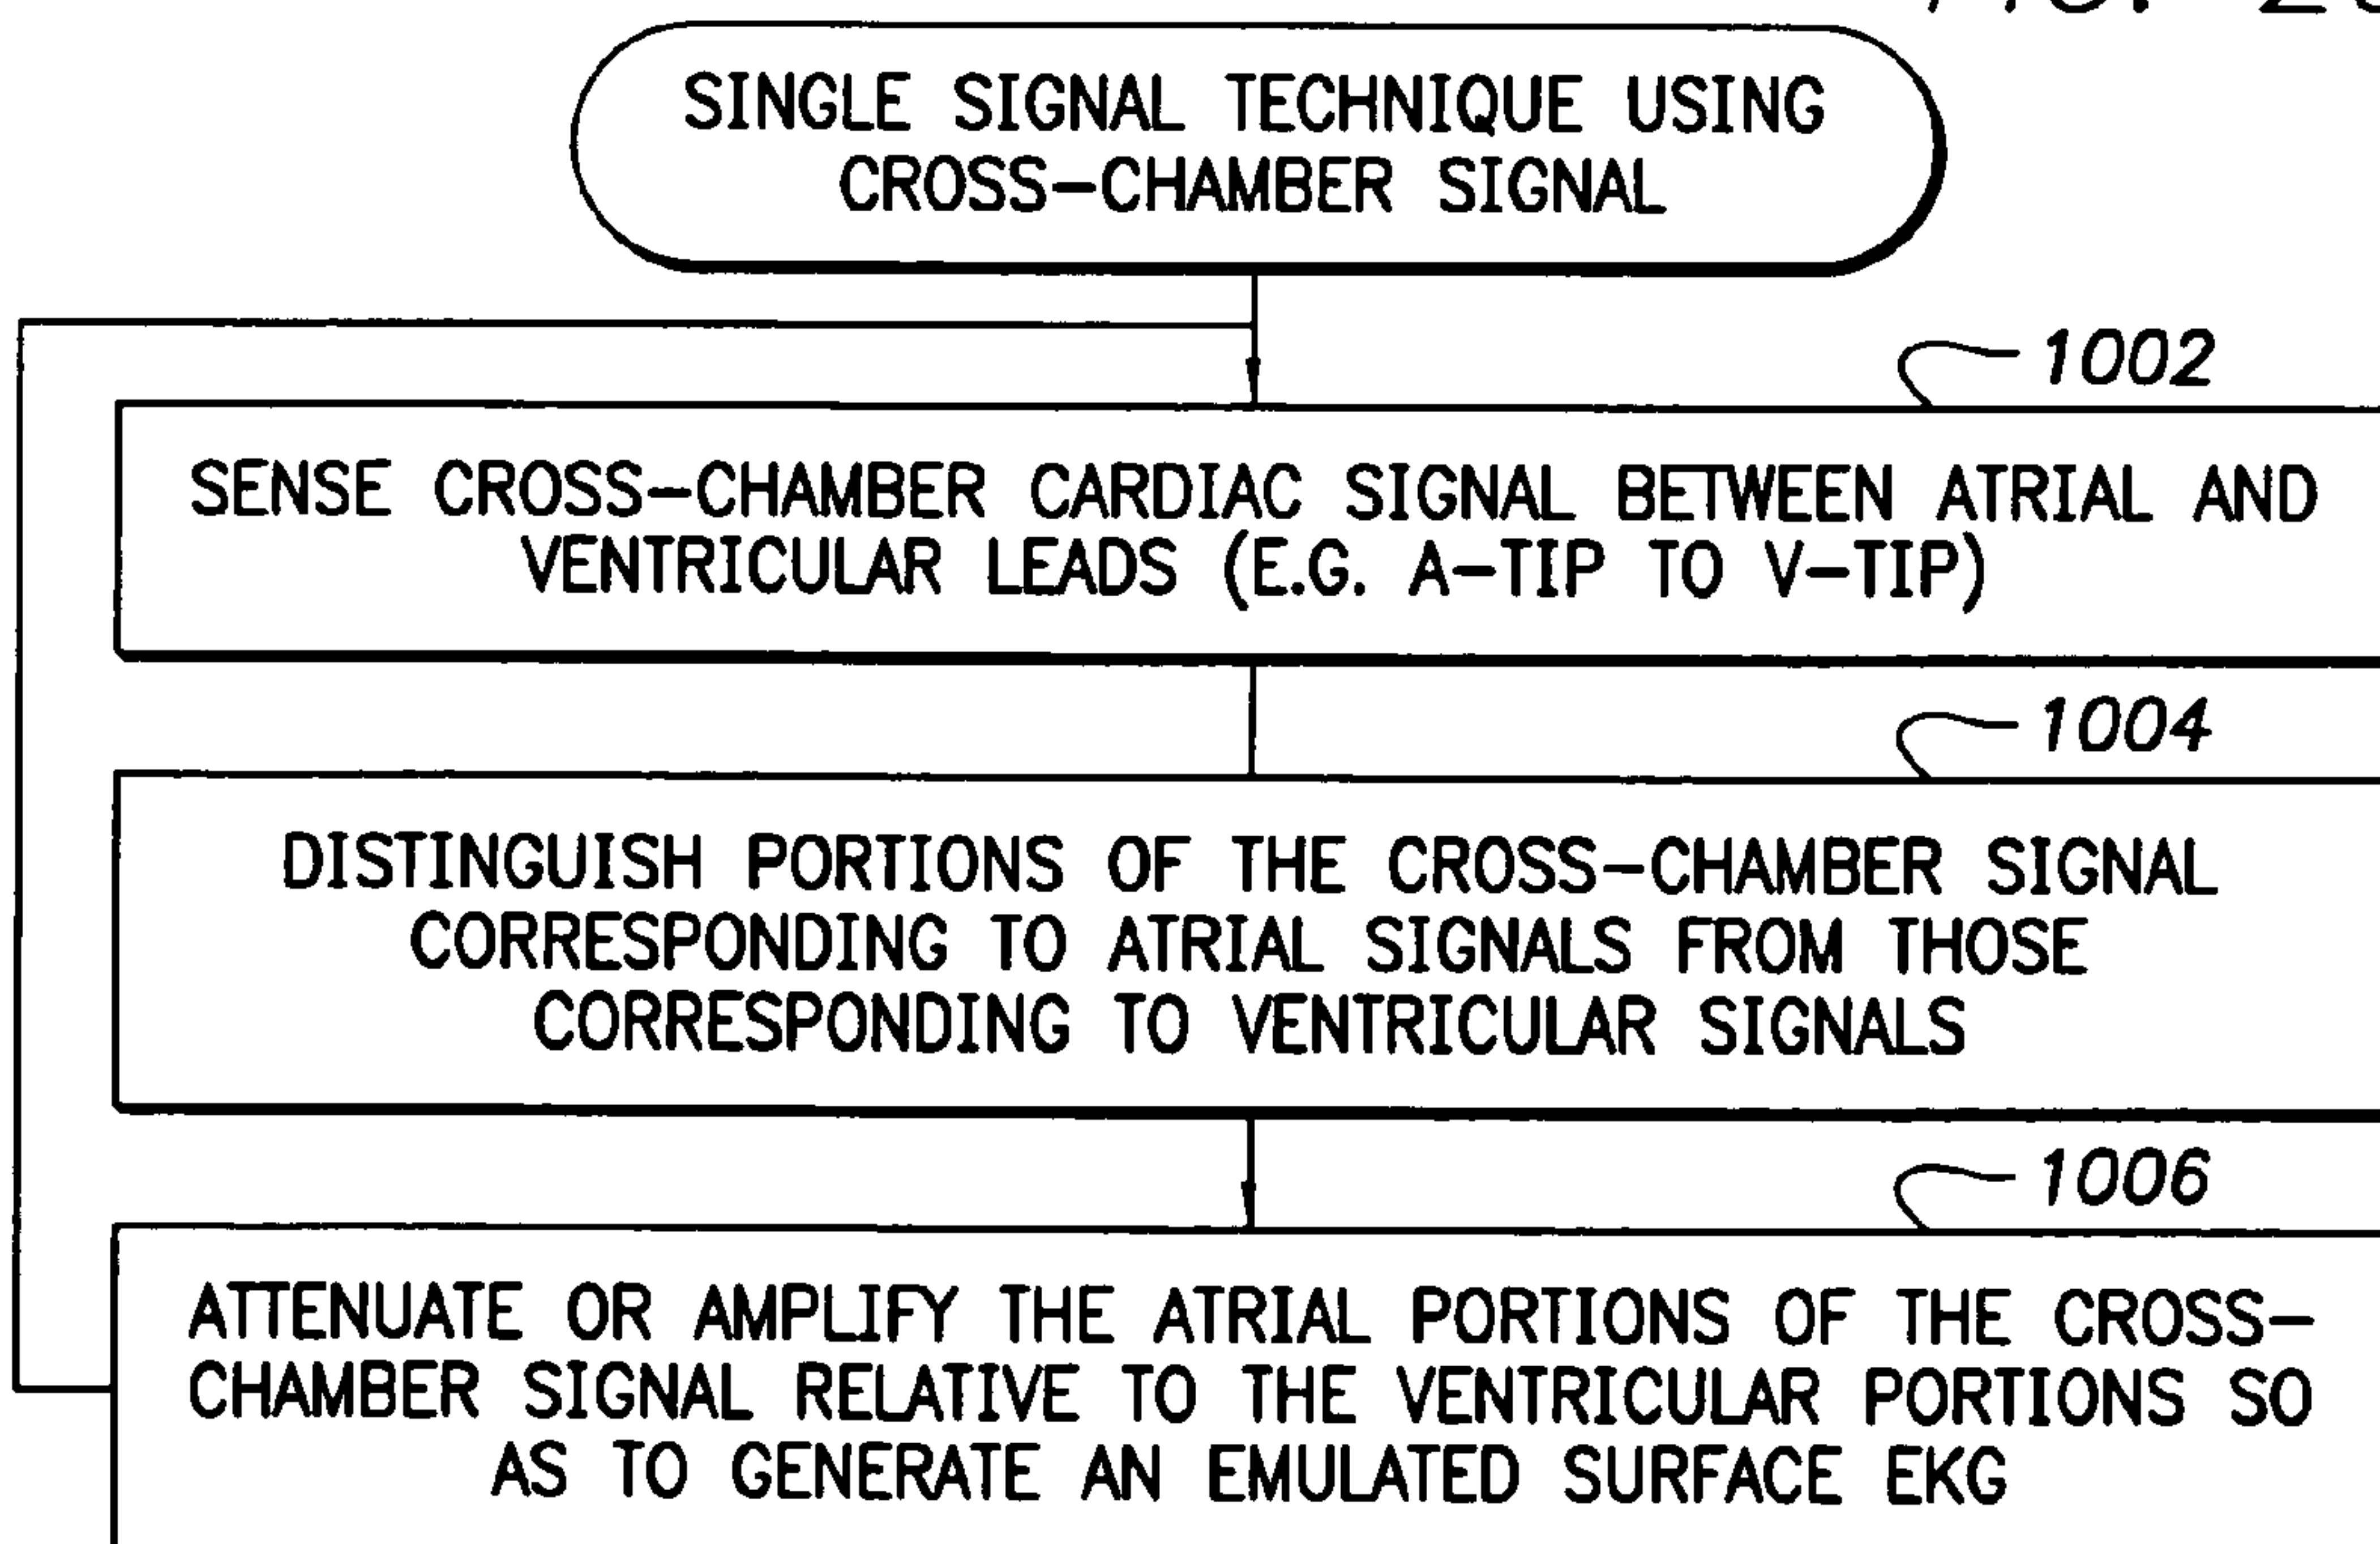 SINGLE SIGNAL TECHNIQUE USING
CROSS-CHAMBER SIGNAL
1002
SENSE CROSS-CHAMBER CARDIAC SIGNAL BETWEEN ATRIAL AND
VENTRICULAR LEADS (E.G. A-TIP TO V-TIP)
1004
DISTINGUISH PORTIONS OF THE CROSS-CHAMBER SIGNAL
CORRESPONDING TO ATRIAL SIGNALS FROM THOSE
CORRESPONDING TO VENTRICULAR SIGNALS
1006
ATTENUATE OR AMPLIFY THE ATRIAL PORTIONS OF THE CROSS-
CHAMBER SIGNAL RELATIVE TO THE VENTRICULAR PORTIONS SO
AS TO GENERATE AN EMULATED SURFACE EKG